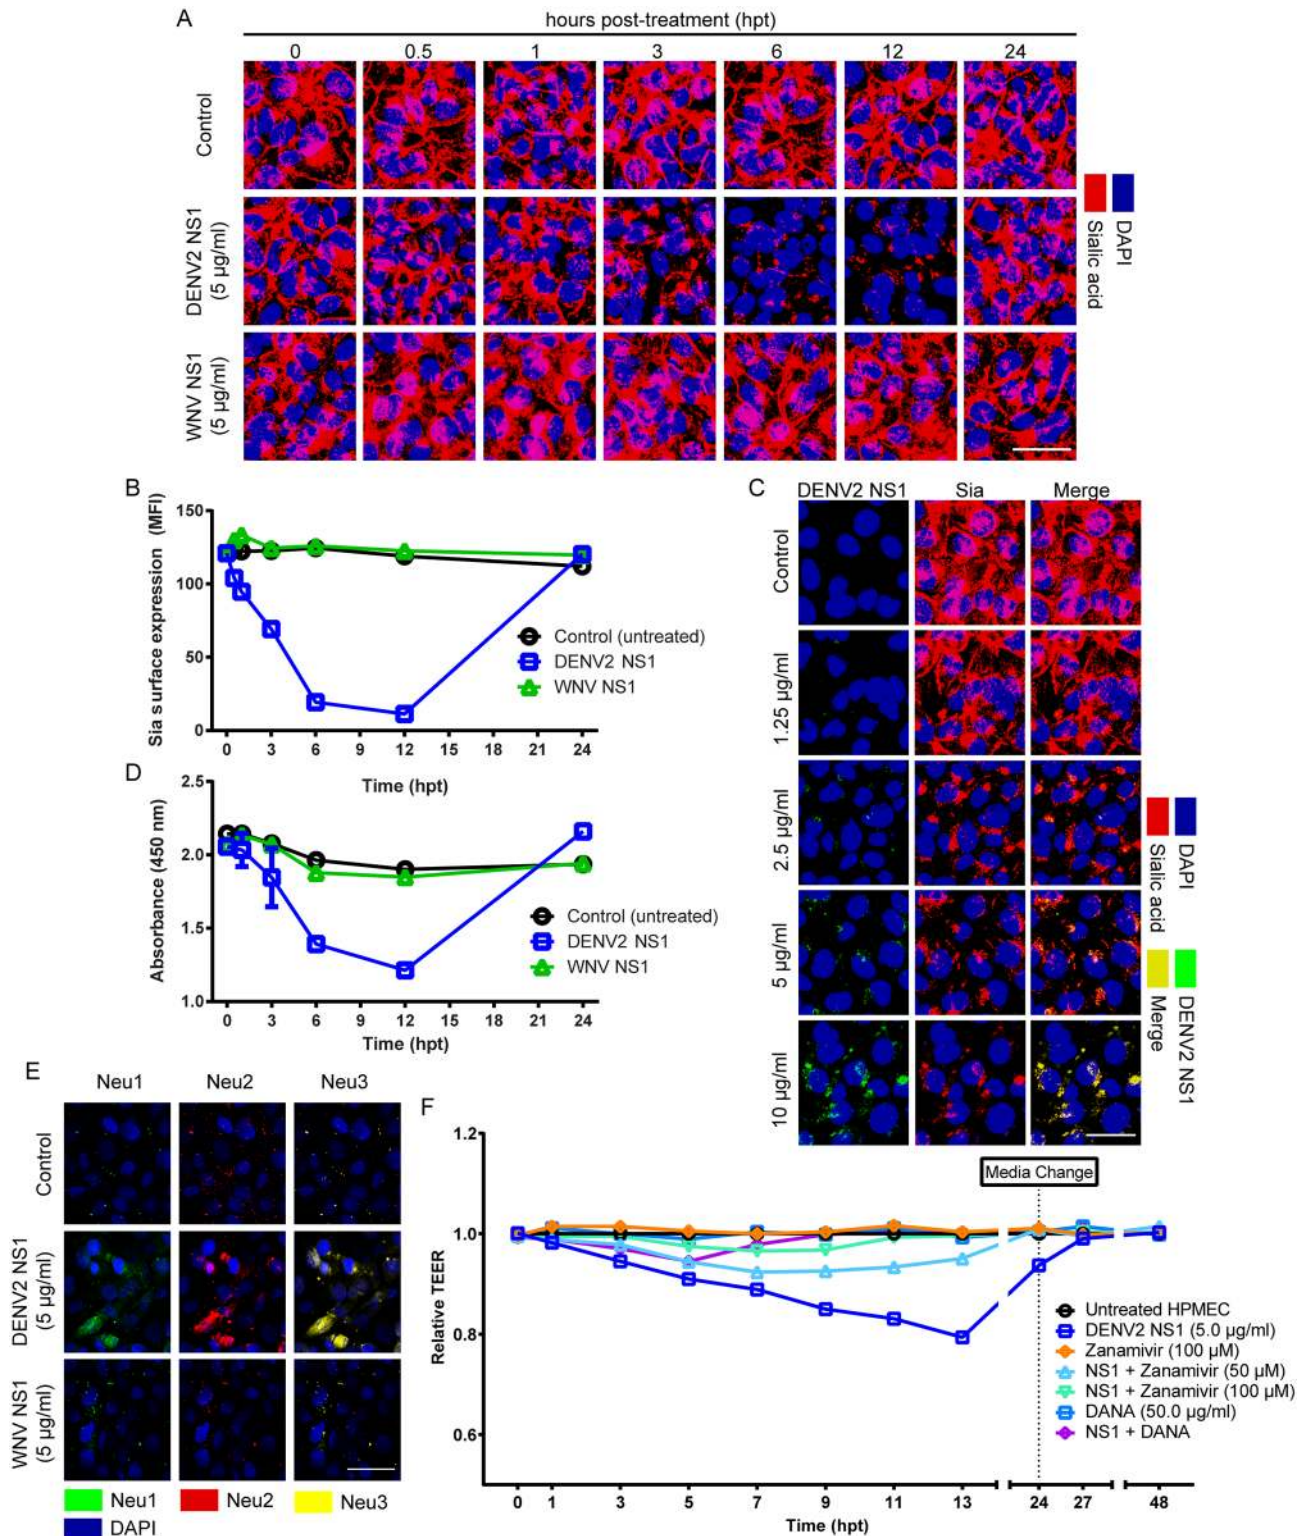 A
hours post-treatment (hpt)
0 0.5 1 3 6 12 24
Control
DENV2 NS1
(5 µg/ml)
WNV NS1
(5 µg/ml)
Sialic acid
DAPI
B
Sia surface expression (MFI)
150
100
50
0
0 3 6 9 12 15 18 21 24
Time (hpt)
Control (untreated)
DENV2 NS1
WNV NS1
C
DENV2 NS1 Sia Merge
Control
1.25 µg/ml
2.5 µg/ml
5 µg/ml
10 µg/ml
Sialic acid
DAPI
Merge
DENV2 NS1
D
Absorbance (450 nm)
2.5
2.0
1.5
1.0
0 3 6 9 12 15 18 21 24
Time (hpt)
Control (untreated)
DENV2 NS1
WNV NS1
E
Neu1 Neu2 Neu3
Control
DENV2 NS1
(5 µg/ml)
WNV NS1
(5 µg/ml)
Neu1 Neu2 Neu3
DAPI
F
Relative TEER
1.2
1.0
0.8
0.6
Media Change
Untreated HPMEC
DENV2 NS1 (5.0 µg/ml)
Zanamivir (100 µM)
NS1 + Zanamivir (50 µM)
NS1 + Zanamivir (100 µM)
DANA (50.0 µg/ml)
NS1 + DANA
0 1 3 5 7 9 11 13 24 27 48
Time (hpt)